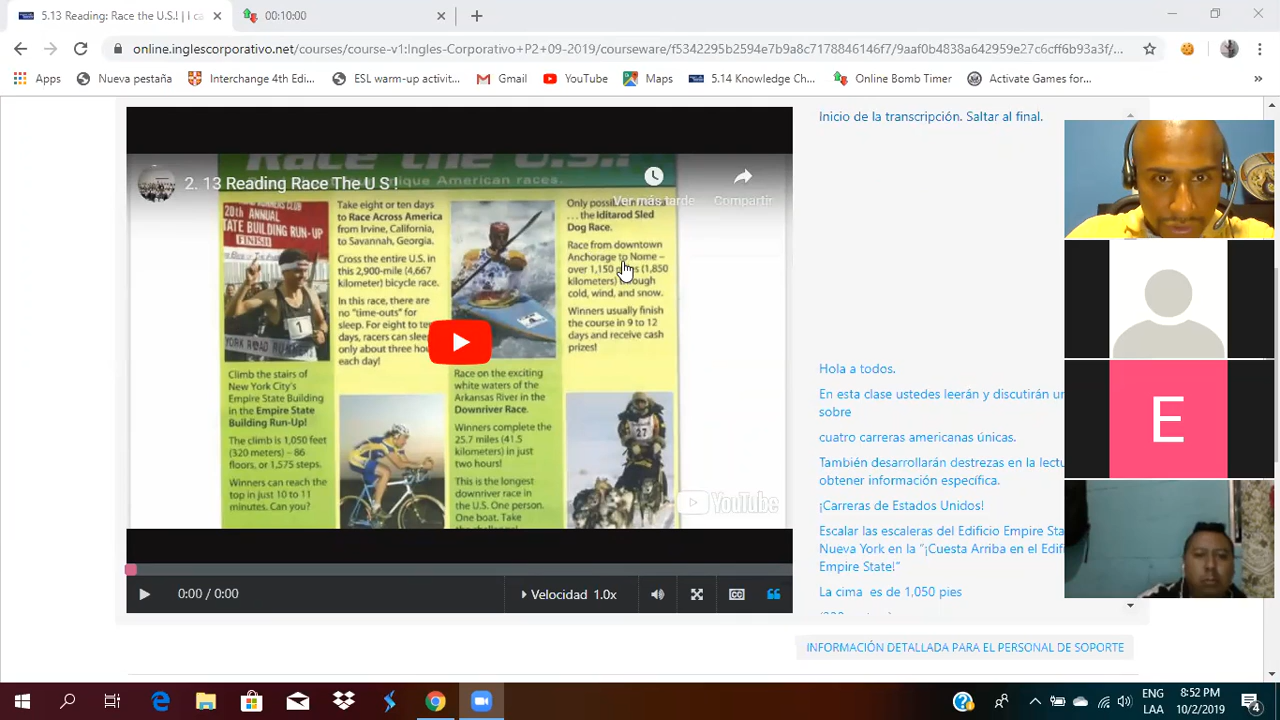 5.13 Reading: Race the U.S.! | I ca
00:10:00
online.inglescorporativo.net/courses/course-v1:Ingles-Corporativo+P2+09-2019/courseware/f5342295b2594e7b9a8c7178846146f7/9aaf0b4838a642959e27c6cff6b93a3f/...
Apps
Nueva pestaña
Interchange 4th Edi...
ESL warm-up activit...
Gmail
YouTube
Maps
5.14 Knowledge Ch...
Online Bomb Timer
Activate Games for...
Race the U.S.!
unique American races.
2. 13 Reading Race The U S !
Ver más tarde
Compartir
20th ANNUAL
STATE BUILDING RUN-UP
FINISH
1
YORK ROAD RUN
Climb the stairs of
New York City's
Empire State Building
in the Empire State
Building Run-Up!
The climb is 1,050 feet
(320 meters) – 86
floors, or 1,575 steps.
Winners can reach the
top in just 10 to 11
minutes. Can you?
Take eight or ten days
to Race Across America
from Irvine, California,
to Savannah, Georgia.
Cross the entire U.S. in
this 2,900-mile (4,667
kilometer) bicycle race.
In this race, there are
no "time-outs" for
sleep. For eight to ten
days, racers can sleep
only about three hou
each day!
Race on the exciting
white waters of the
Arkansas River in the
Downriver Race.
Winners complete the
25.7 miles (41.5
kilometers) in just
two hours!
This is the longest
downriver race in
the U.S. One person.
One boat. Take
the challenge!
Only possi
... the Iditarod Sled
Dog Race.
Race from downtown
Anchorage to Nome –
over 1,150 miles (1,850
kilometers) through
cold, wind, and snow.
Winners usually finish
the course in 9 to 12
days and receive cash
prizes!
27
YouTube
0:00 / 0:00
Velocidad 1.0x
Inicio de la transcripción. Saltar al final.
Hola a todos.
En esta clase ustedes leerán y discutirán un
sobre
cuatro carreras americanas únicas.
También desarrollarán destrezas en la lectu
obtener información específica.
¡Carreras de Estados Unidos!
Escalar las escaleras del Edificio Empire Sta
Nueva York en la "¡Cuesta Arriba en el Edif
Empire State!"
La cima es de 1,050 pies
E
INFORMACIÓN DETALLADA PARA EL PERSONAL DE SOPORTE
ENG
LAA
8:52 PM
10/2/2019
4